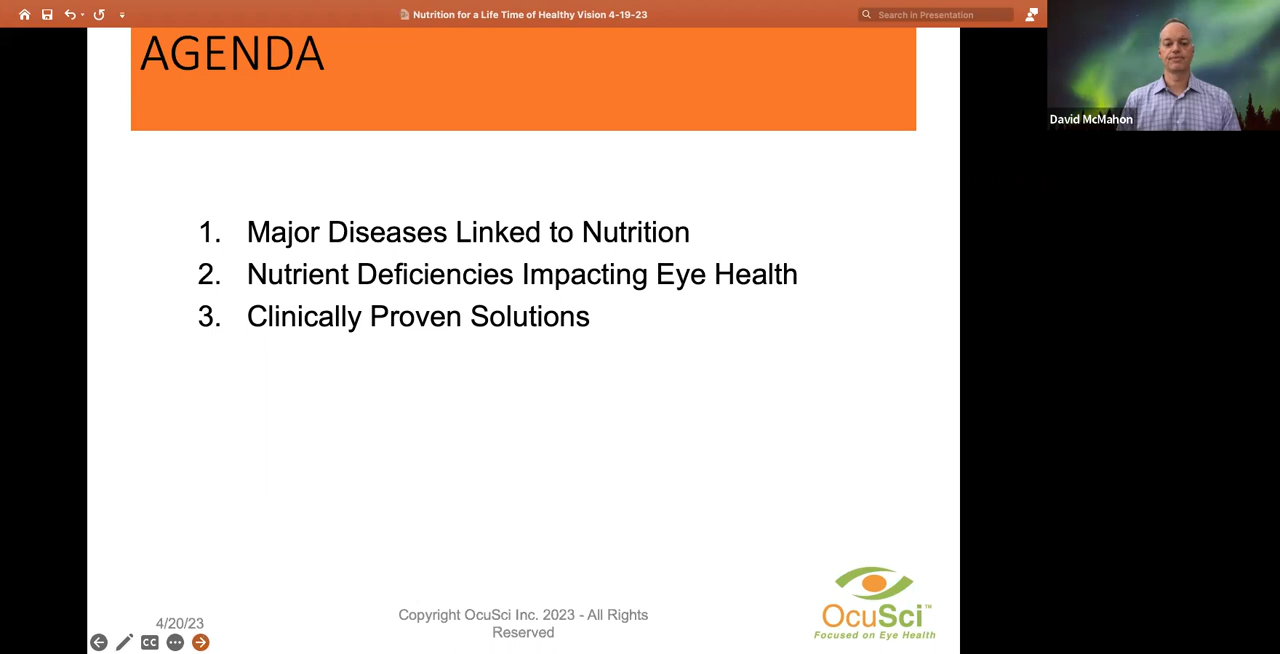 Nutrition for a Life Time of Healthy Vision 4-19-23
Search in Presentation
AGENDA
David McMahon
1. Major Diseases Linked to Nutrition
2. Nutrient Deficiencies Impacting Eye Health
3. Clinically Proven Solutions
4/20/23
Copyright OcuSci Inc. 2023 - All Rights
Reserved
OcuSci™
Focused on Eye Health
CC